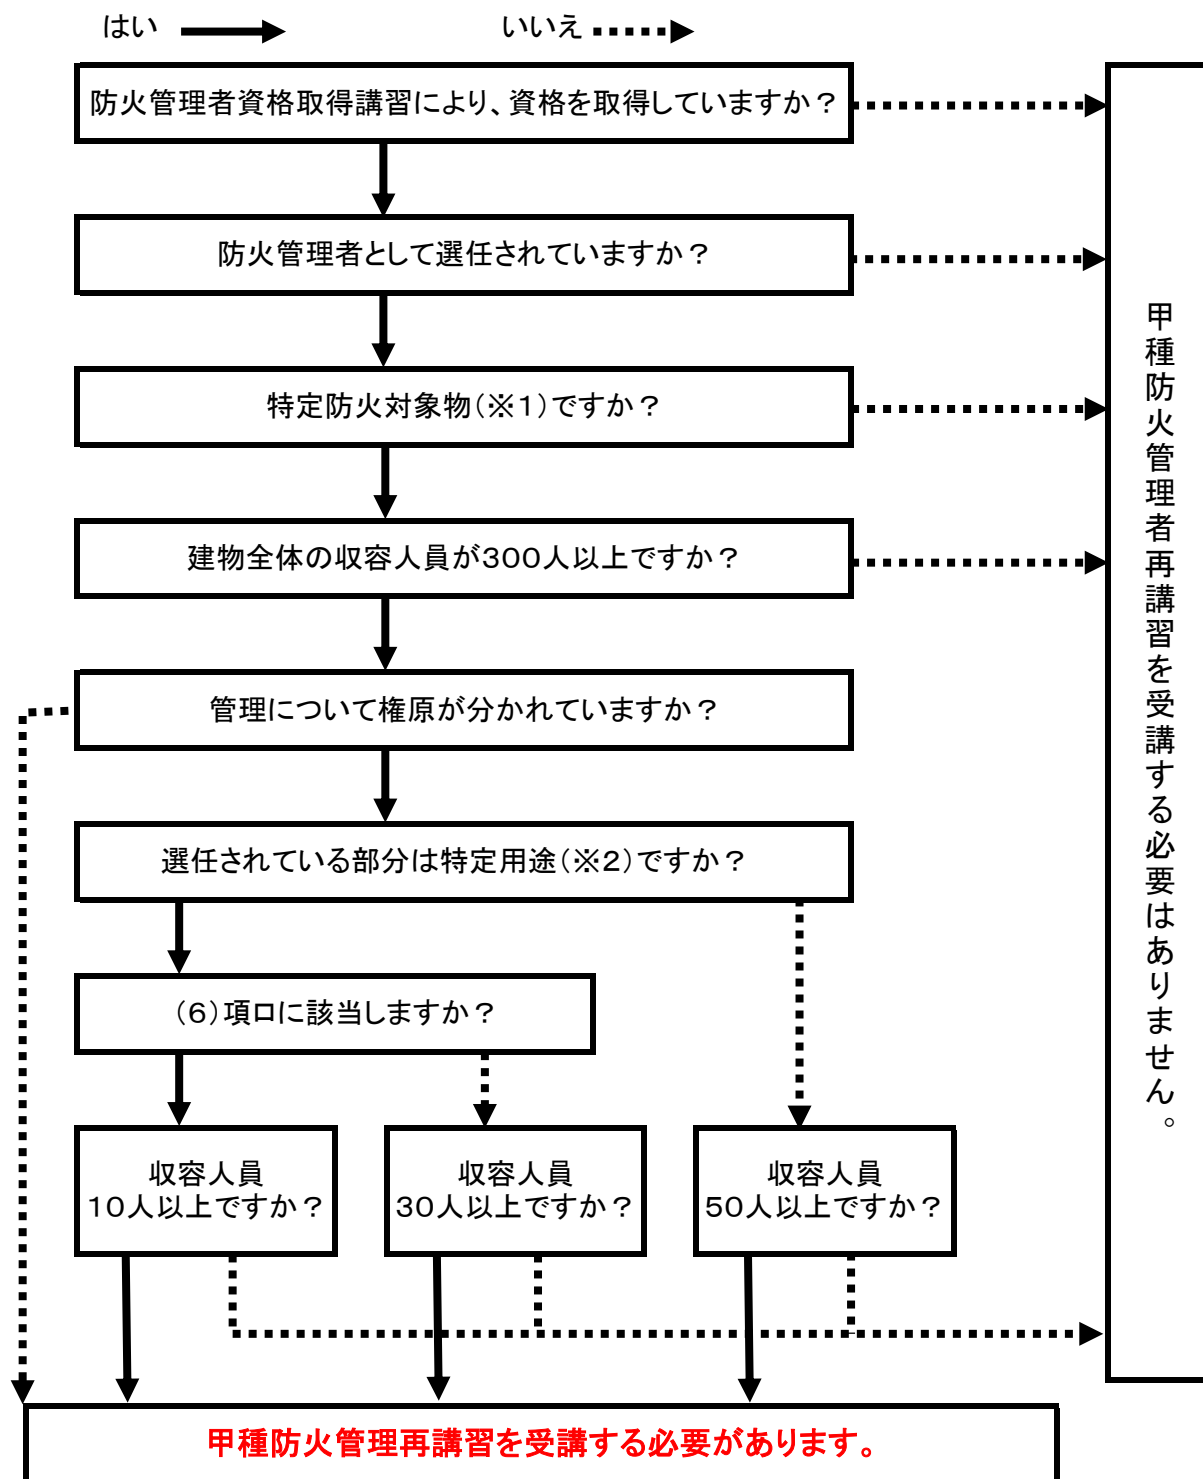 はい
いいえ
防火管理者資格取得講習により、資格を取得していますか?
防火管理者として選任されていますか?
特定防火対象物(※1)ですか?
建物全体の収容人員が300人以上ですか?
管理について権原が分かれていますか?
選任されている部分は特定用途(※2)ですか?
(6)項ロに該当しますか?
収容人員
10人以上ですか?
収容人員
30人以上ですか?
収容人員
50人以上ですか?
甲種防火管理者再講習を受講する必要はありません。
甲種防火管理再講習を受講する必要があります。